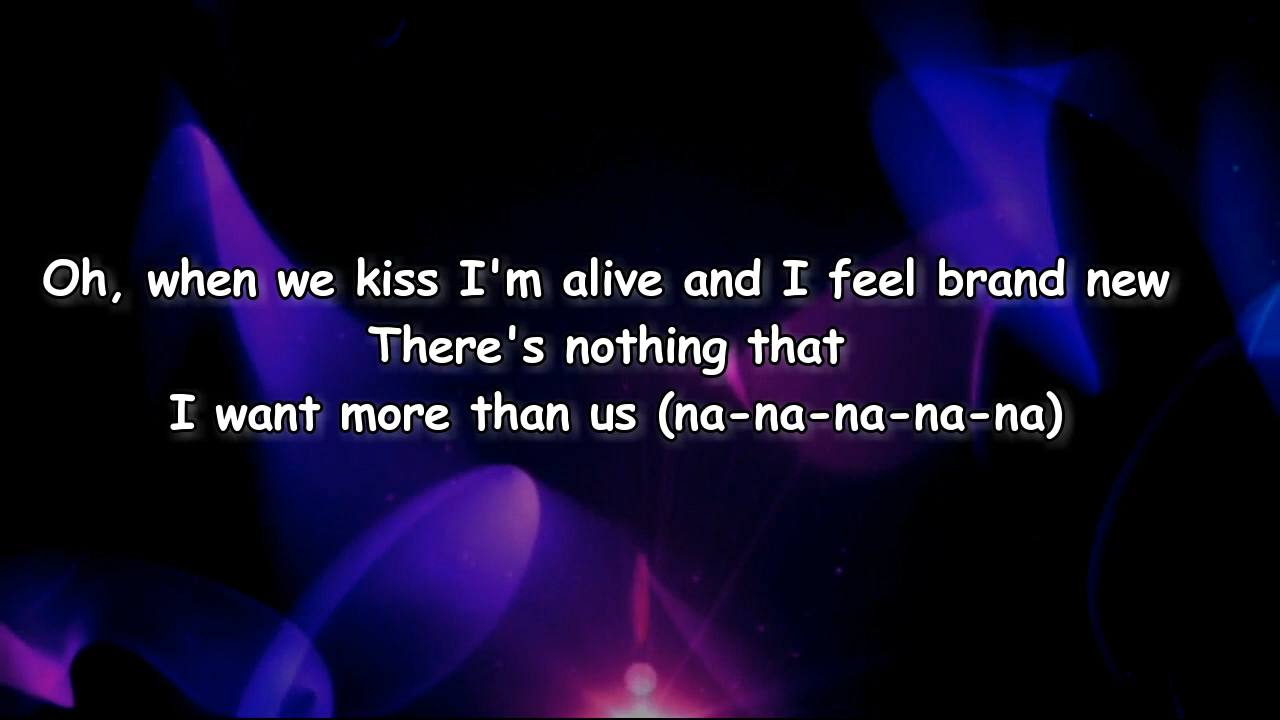 Oh, when we kiss I'm alive and I feel brand new
There's nothing that
I want more than us (na-na-na-na-na)